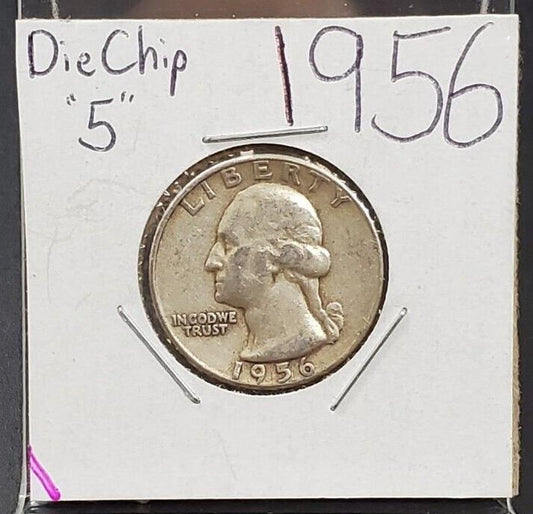 Die Chip
"5"
1956
LIBERTY
IN GOD WE
TRUST
1956